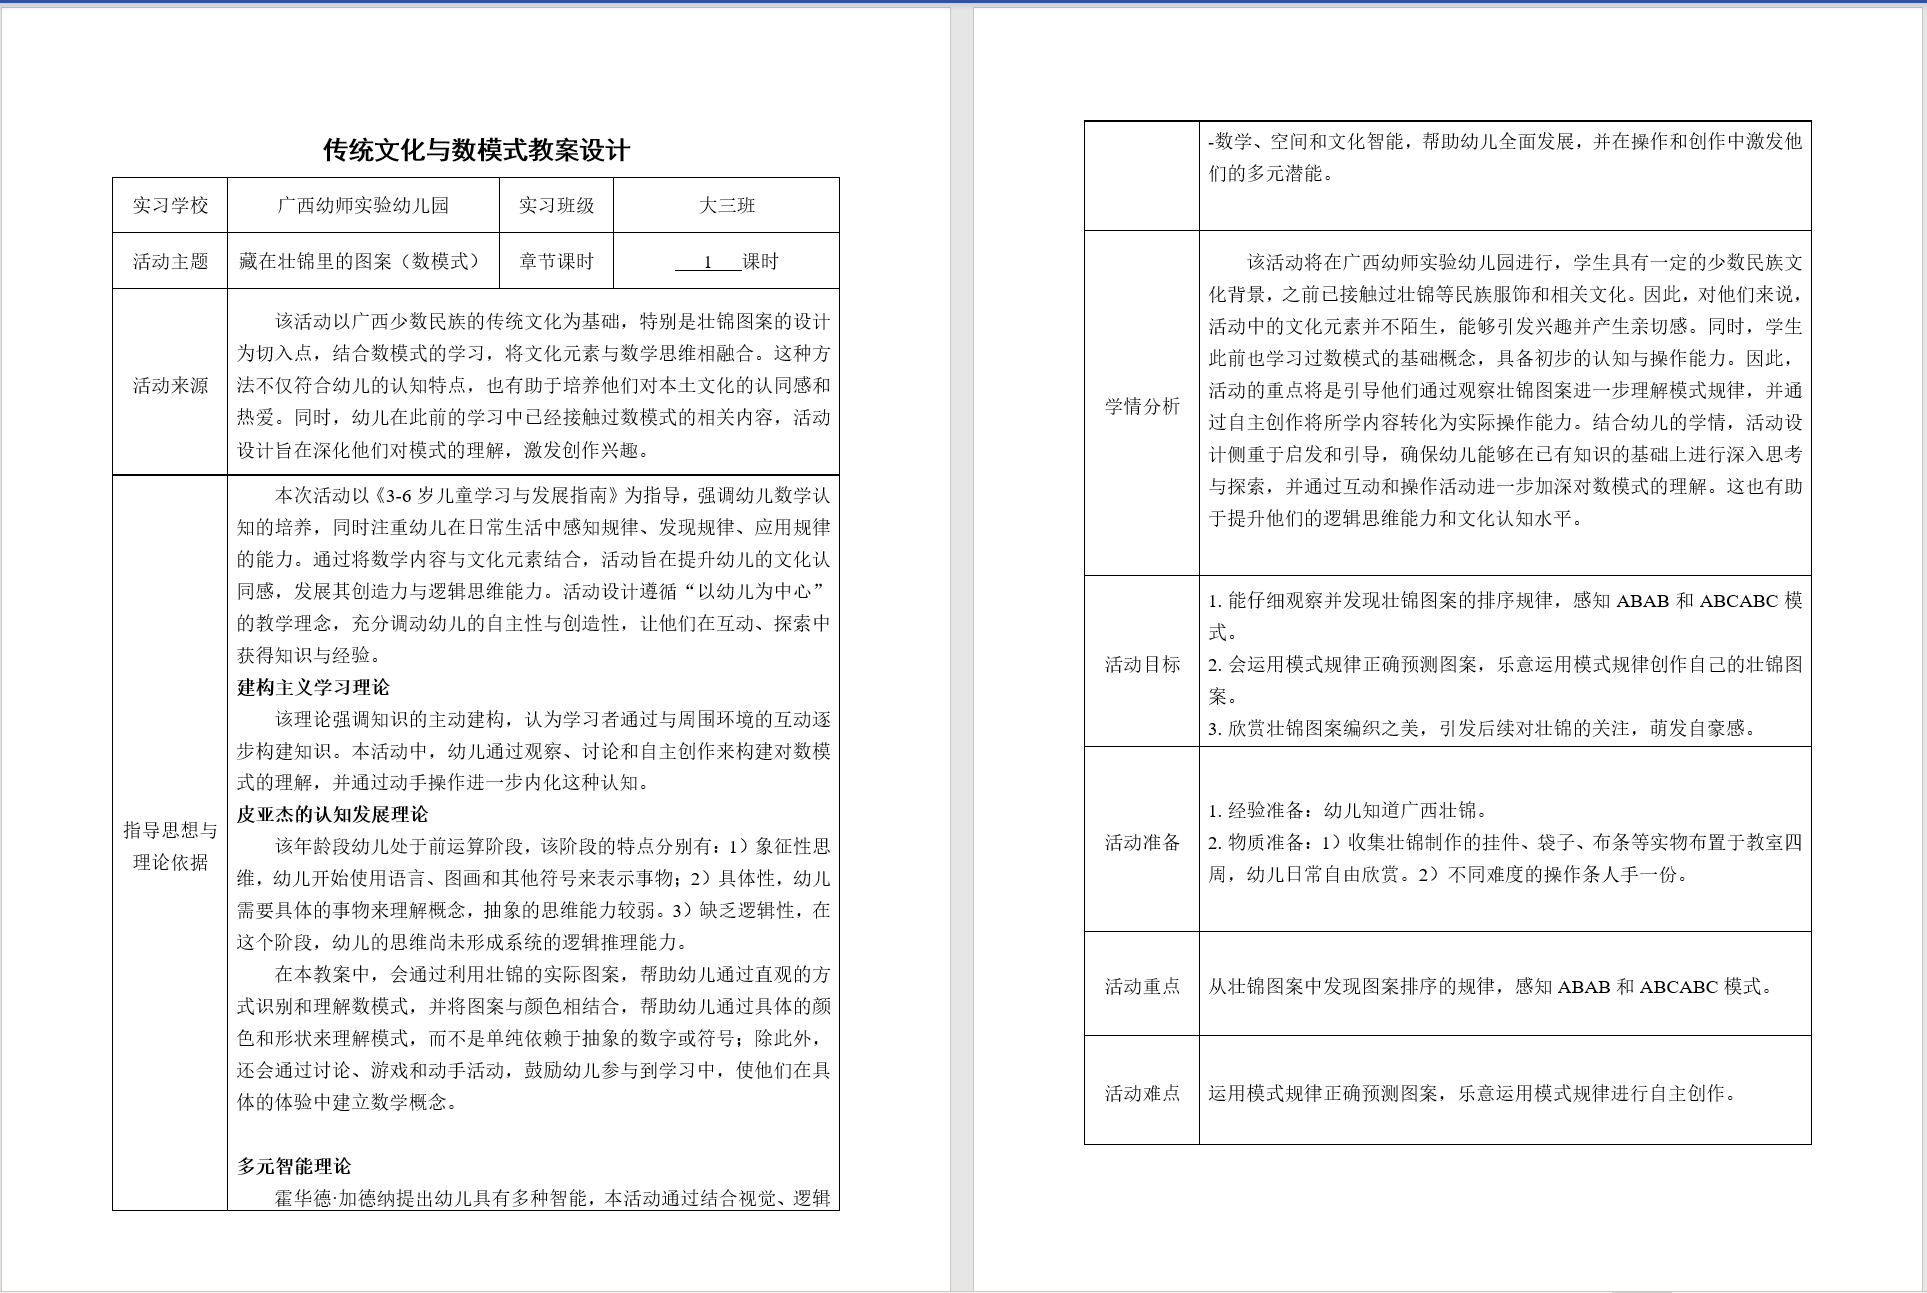 传统文化与数模式教案设计
实习学校 广西幼师实验幼儿园 实习班级 大三班
活动主题 藏在壮锦里的图案（数模式） 章节课时 1 课时
活动来源
该活动以广西少数民族的传统文化为基础，特别是壮锦图案的设计
为切入点，结合数模式的学习，将文化元素与数学思维相融合。这种方
法不仅符合幼儿的认知特点，也有助于培养他们对本土文化的认同感和
热爱。同时，幼儿在此前的学习中已经接触过数模式的相关内容，活动
设计旨在深化他们对模式的理解，激发创作兴趣。
指导思想与
理论依据
本次活动以《3-6 岁儿童学习与发展指南》为指导，强调幼儿数学认
知的培养，同时注重幼儿在日常生活中感知规律、发现规律、应用规律
的能力。通过将数学内容与文化元素结合，活动旨在提升幼儿的文化认
同感，发展其创造力与逻辑思维能力。活动设计遵循“以幼儿为中心”
的教学理念，充分调动幼儿的自主性与创造性，让他们在互动、探索中
获得知识与经验。
建构主义学习理论
该理论强调知识的主动建构，认为学习者通过与周围环境的互动逐
步构建知识。本活动中，幼儿通过观察、讨论和自主创作来构建对数模
式的理解，并通过动手操作进一步内化这种认知。
皮亚杰的认知发展理论
该年龄段幼儿处于前运算阶段，该阶段的特点分别有：1）象征性思
维，幼儿开始使用语言、图画和其他符号来表示事物；2）具体性，幼儿
需要具体的事物来理解概念，抽象的思维能力较弱。3）缺乏逻辑性，在
这个阶段，幼儿的思维尚未形成系统的逻辑推理能力。
在本教案中，会通过利用壮锦的实际图案，帮助幼儿通过直观的方
式识别和理解数模式，并将图案与颜色相结合，帮助幼儿通过具体的颜
色和形状来理解模式，而不是单纯依赖于抽象的数字或符号；除此外，
还会通过讨论、游戏和动手活动，鼓励幼儿参与到学习中，使他们在具
体的体验中建立数学概念。
多元智能理论
霍华德·加德纳提出幼儿具有多种智能，本活动通过结合视觉、逻辑
-数学、空间和文化智能，帮助幼儿全面发展，并在操作和创作中激发他
们的多元潜能。
学情分析
该活动将在广西幼师实验幼儿园进行，学生具有一定的少数民族文
化背景，之前已接触过壮锦等民族服饰和相关文化。因此，对他们来说，
活动中的文化元素并不陌生，能够引发兴趣并产生亲切感。同时，学生
此前也学习过数模式的基础概念，具备初步的认知与操作能力。因此，
活动的重点将是引导他们通过观察壮锦图案进一步理解模式规律，并通
过自主创作将所学内容转化为实际操作能力。结合幼儿的学情，活动设
计侧重于启发和引导，确保幼儿能够在已有知识的基础上进行深入思考
与探索，并通过互动和操作活动进一步加深对数模式的理解。这也有助
于提升他们的逻辑思维能力和文化认知水平。
活动目标
1. 能仔细观察并发现壮锦图案的排序规律，感知 ABAB 和 ABCABC 模
式。
2. 会运用模式规律正确预测图案，乐意运用模式规律创作自己的壮锦图
案。
3. 欣赏壮锦图案编织之美，引发后续对壮锦的关注，萌发自豪感。
活动准备
1. 经验准备：幼儿知道广西壮锦。
2. 物质准备：1）收集壮锦制作的挂件、袋子、布条等实物布置于教室四
周，幼儿日常自由欣赏。2）不同难度的操作条人手一份。
活动重点 从壮锦图案中发现图案排序的规律，感知 ABAB 和 ABCABC 模式。
活动难点 运用模式规律正确预测图案，乐意运用模式规律进行自主创作。